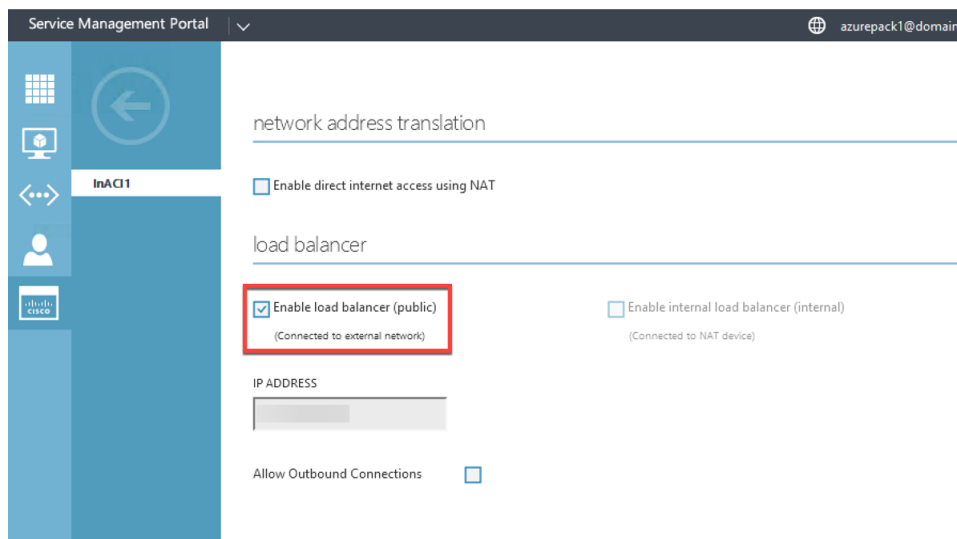 Service Management Portal
azurepack1@domain
network address translation
InACI1
Enable direct internet access using NAT
load balancer
Enable load balancer (public)
Enable internal load balancer (internal)
(Connected to external network)
(Connected to NAT device)
cisco
IP ADDRESS
Allow Outbound Connections